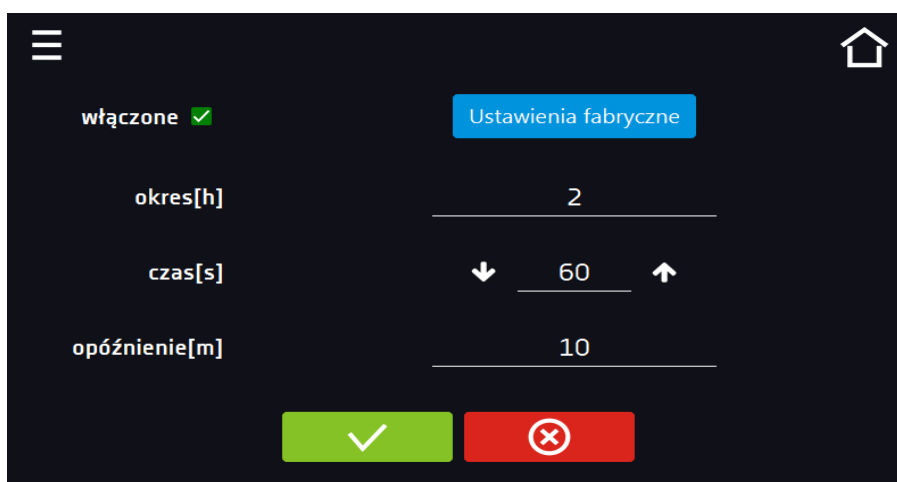 włączone
Ustawienia fabryczne
okres[h]
2
czas[s]
60
opóźnienie[m]
10